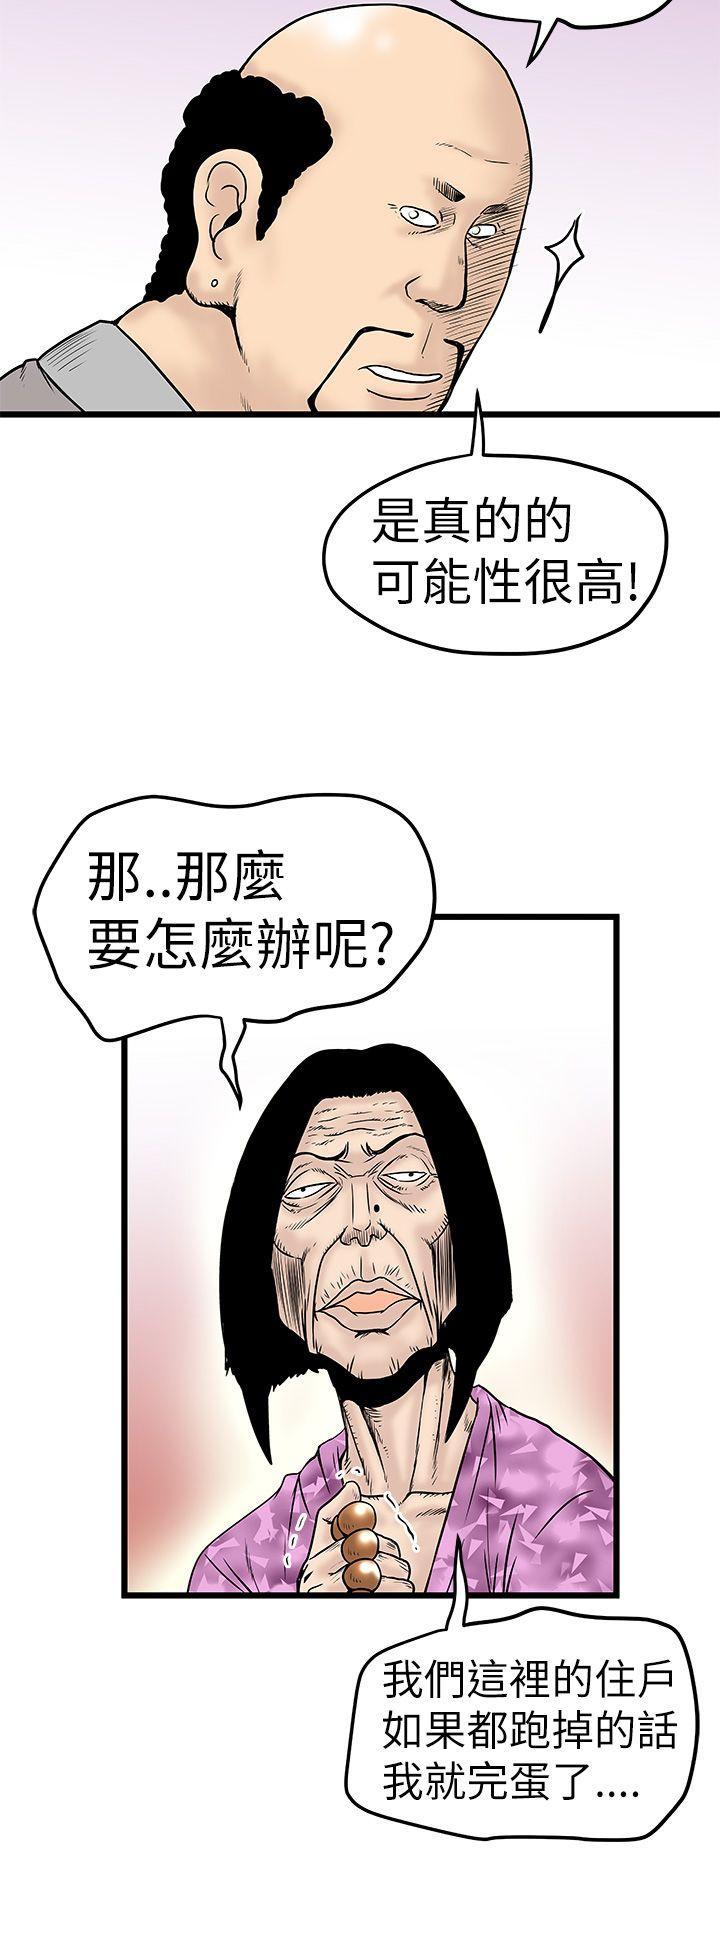 是真的的
可能性很高!
那..那麼
要怎麼辦呢?
我們這裡的住戶
如果都跑掉的話
我就完蛋了....